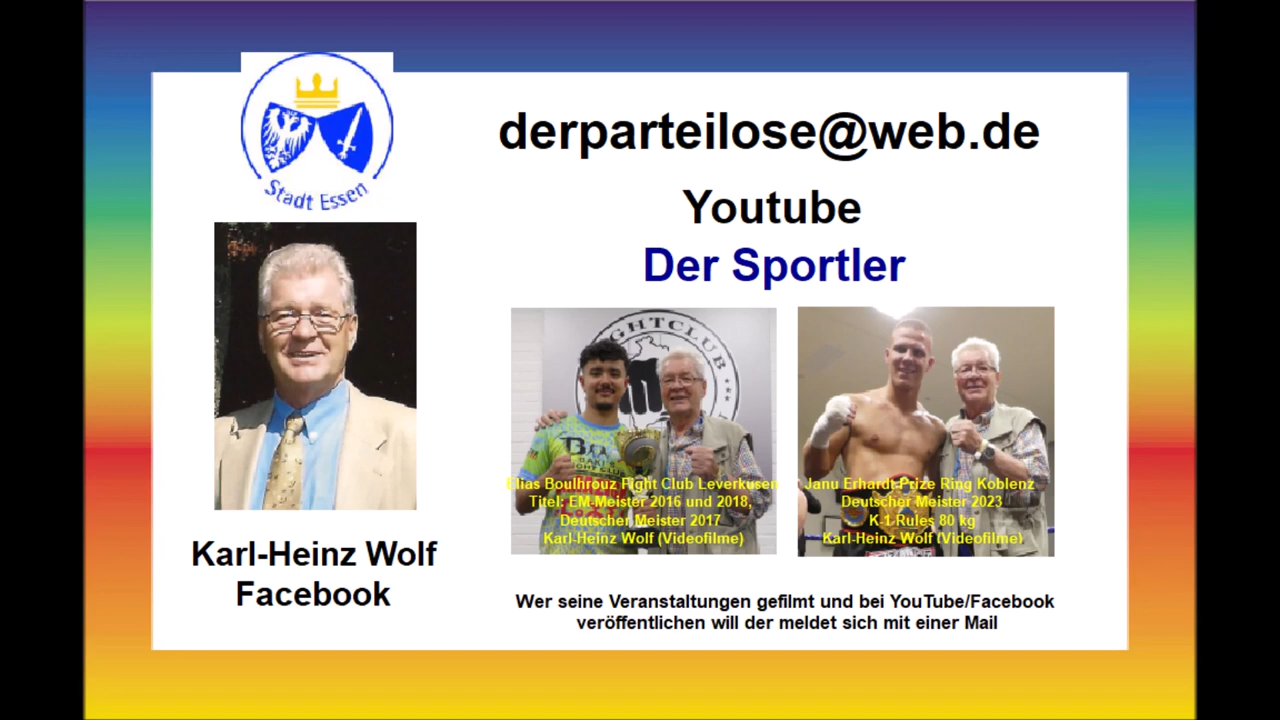 Stadt Essen
derparteilose@web.de
Youtube
Der Sportler
Karl-Heinz Wolf
Facebook
GHTCLUB
Elias Boulhrouz Fight Club Leverkusen
Titel: EM-Meister 2016 und 2018,
Deutscher Meister 2017
Karl-Heinz Wolf (Videofilme)
Janu Erhardt Prize Ring Koblenz
Deutscher Meister 2023
K-1 Rules 80 kg
Karl-Heinz Wolf (Videofilme)
Wer seine Veranstaltungen gefilmt und bei YouTube/Facebook
veröffentlichen will der meldet sich mit einer Mail